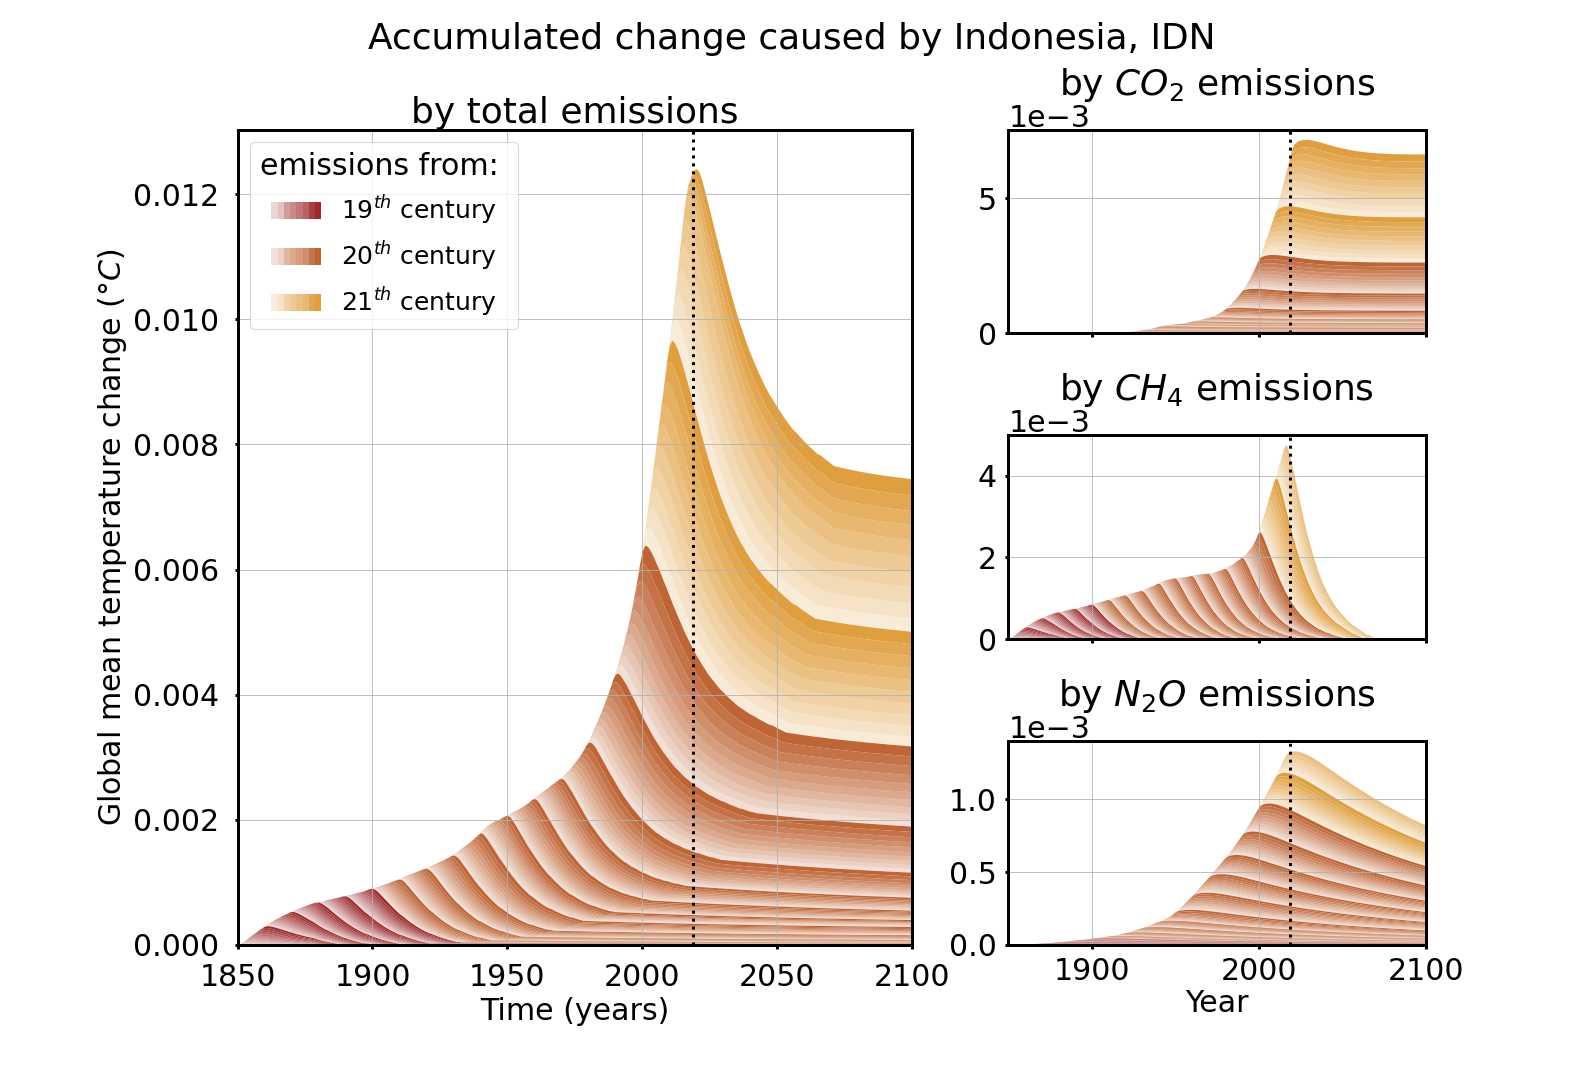 Accumulated change caused by Indonesia, IDN
by total emissions
emissions from:
19th century
20th century
21th century
Global mean temperature change (°C)
0.012
0.010
0.008
0.006
0.004
0.002
0.000
1850 1900 1950 2000 2050 2100
Time (years)
by CO2 emissions
1e−3
5
0
by CH4 emissions
1e−3
4
2
0
by N2O emissions
1e−3
1.0
0.5
0.0
1900 2000 2100
Year